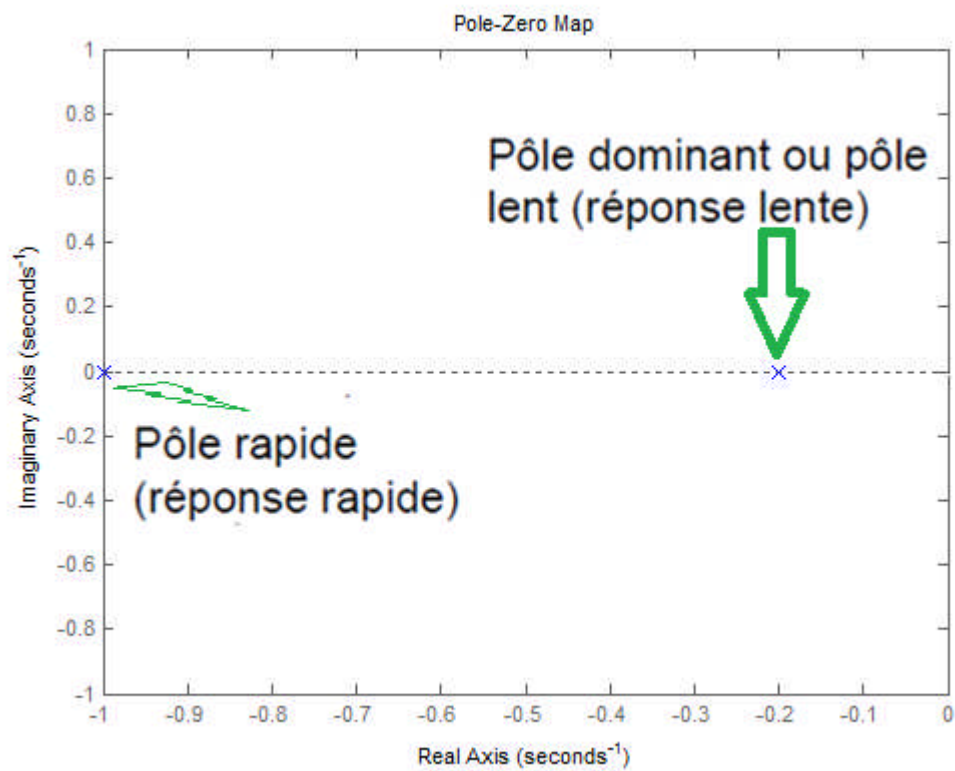 Pole-Zero Map
Pôle dominant ou pôle
lent (réponse lente)
Pôle rapide
(réponse rapide)
Imaginary Axis (seconds⁻¹)
1
0.8
0.6
0.4
0.2
0
-0.2
-0.4
-0.6
-0.8
-1
-1 -0.9 -0.8 -0.7 -0.6 -0.5 -0.4 -0.3 -0.2 -0.1 0
Real Axis (seconds⁻¹)